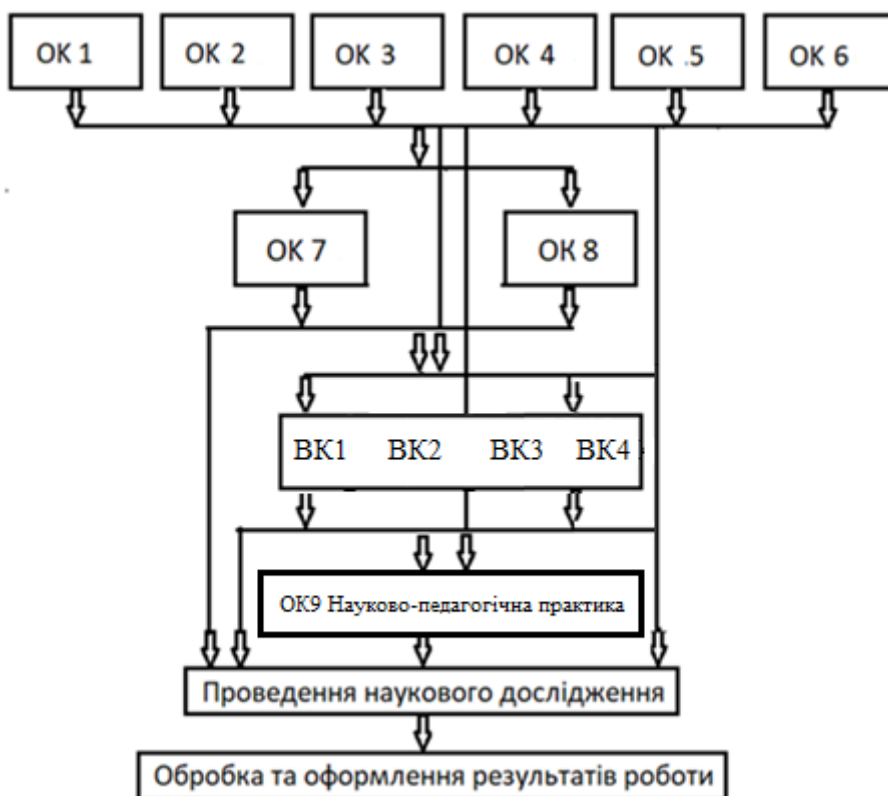 ОК 1 ОК 2 ОК 3 ОК 4 ОК .5 ОК 6
ОК 7 ОК 8
ВК1 ВК2 ВК3 ВК4
ОК9 Науково-педагогічна практика
Проведення наукового дослідження
Обробка та оформлення результатів роботи